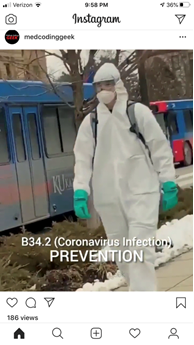 Verizon 9:58 PM 36%
Instagram
medcodinggeek
B34.2 (Coronavirus Infection)
PREVENTION
186 views